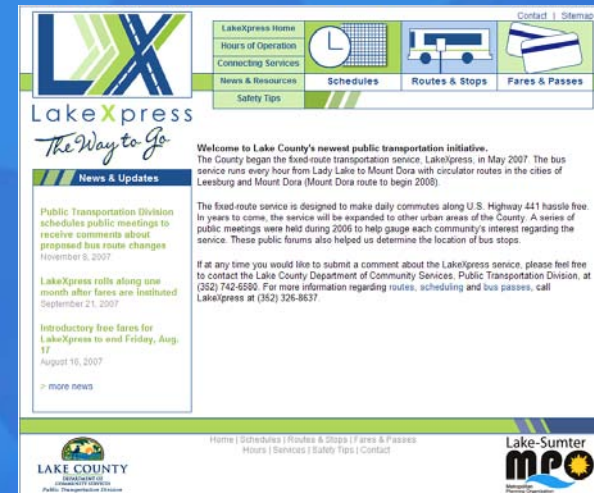 Contact | Sitemap
LakeXpress Home
Hours of Operation
Connecting Services
News & Resources
Safety Tips
Schedules
Routes & Stops
Fares & Passes
LakeXpress
The Way to Go
News & Updates
Public Transportation Division
schedules public meetings to
receive comments about
proposed bus route changes
November 8, 2007
LakeXpress rolls along one
month after fares are instituted
September 21, 2007
Introductory free fares for
LakeXpress to end Friday, Aug.
17
August 16, 2007
> more news
Welcome to Lake County's newest public transportation initiative.
The County began the fixed-route transportation service, LakeXpress, in May 2007. The bus
service runs every hour from Lady Lake to Mount Dora with circulator routes in the cities of
Leesburg and Mount Dora (Mount Dora route to begin 2008).
The fixed-route service is designed to make daily commutes along U.S. Highway 441 hassle free.
In years to come, the service will be expanded to other urban areas of the County. A series of
public meetings were held during 2006 to help gauge each community's interest regarding the
service. These public forums also helped us determine the location of bus stops.
If at any time you would like to submit a comment about the LakeXpress service, please feel free
to contact the Lake County Department of Community Services, Public Transportation Division, at
(352) 742-6580. For more information regarding routes, scheduling and bus passes, call
LakeXpress at (352) 326-8637.
Home | Schedules | Routes & Stops | Fares & Passes
Hours | Services | Safety Tips | Contact
LAKE COUNTY
DEPARTMENT OF
COMMUNITY SERVICES
Public Transportation Division
Lake-Sumter
MPO
Metropolitan
Planning Organization